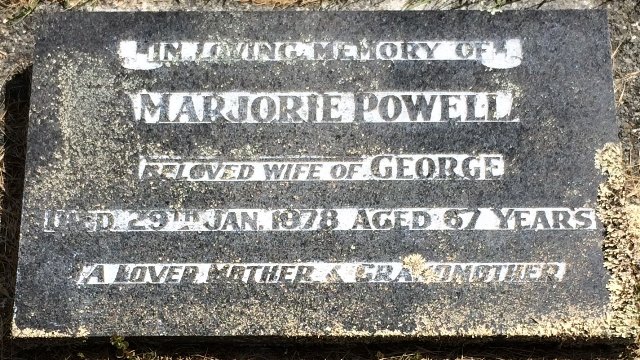 IN LOVING MEMORY OF
MARJORIE POWELL
BELOVED WIFE OF GEORGE
DIED 29TH JAN. 1978 AGED 67 YEARS
A LOVED MOTHER & GRANDMOTHER